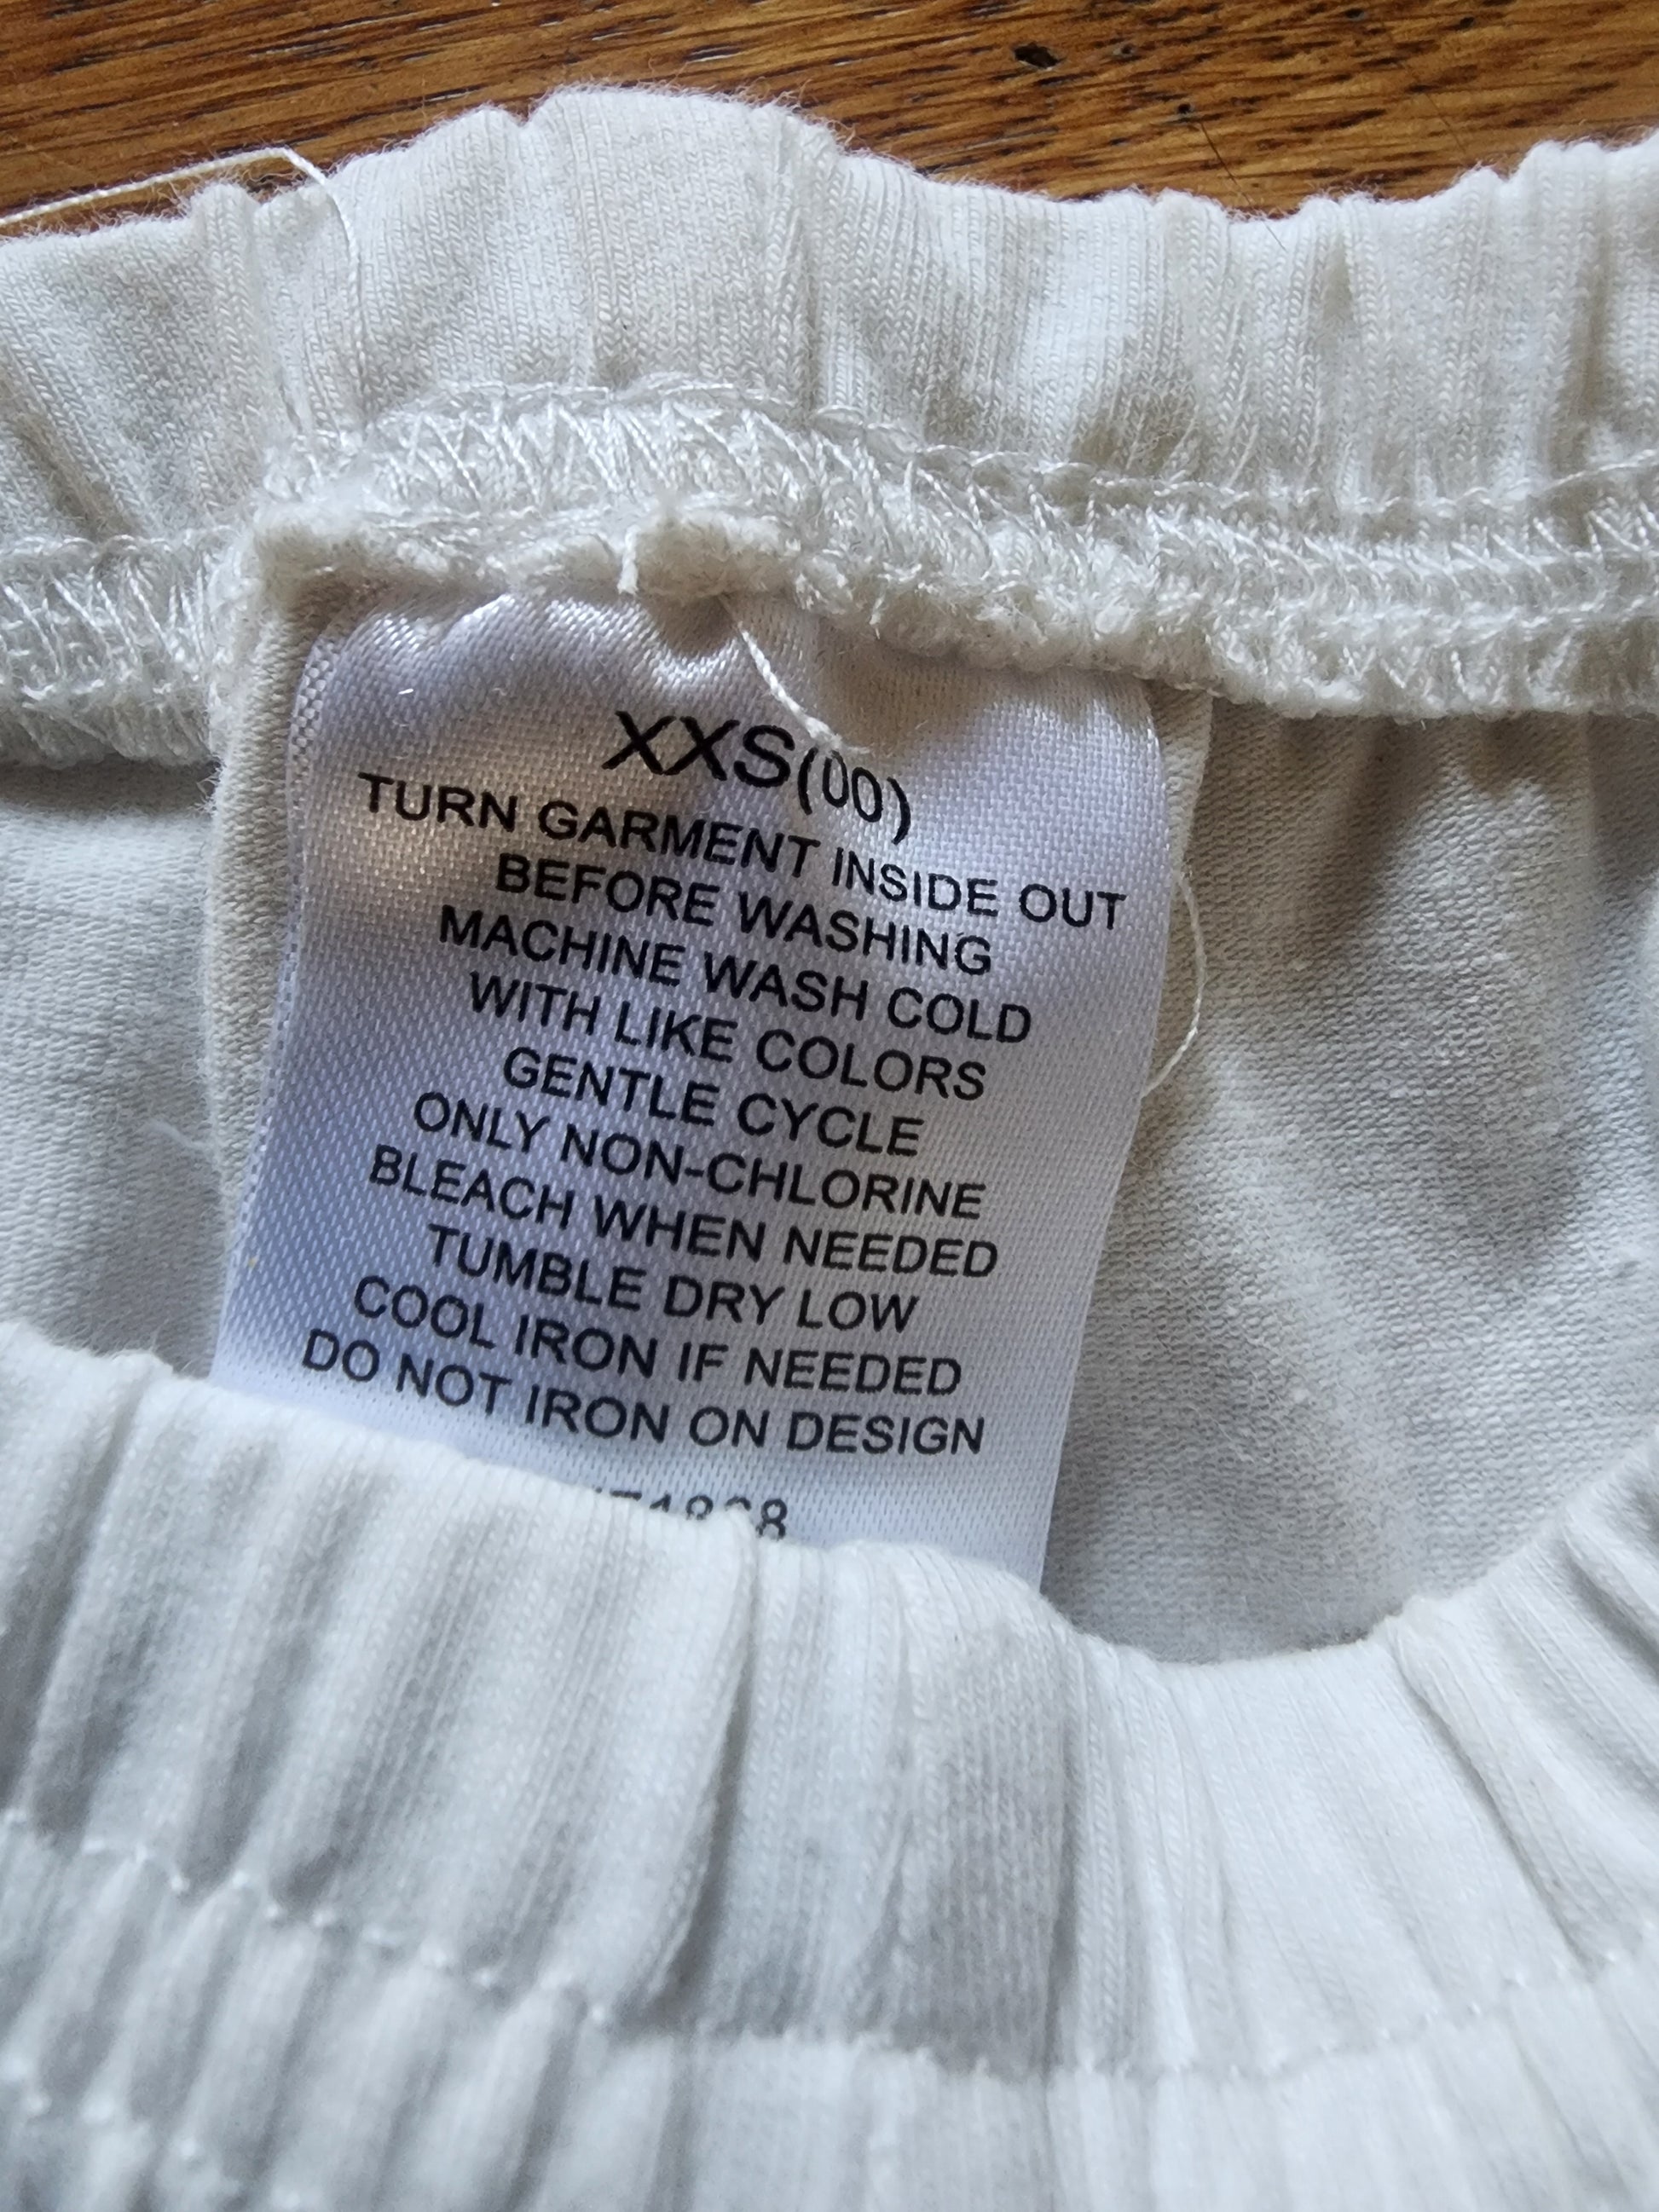 XXS(00)
TURN GARMENT INSIDE OUT
BEFORE WASHING
MACHINE WASH COLD
WITH LIKE COLORS
GENTLE CYCLE
ONLY NON-CHLORINE
BLEACH WHEN NEEDED
TUMBLE DRY LOW
COOL IRON IF NEEDED
DO NOT IRON ON DESIGN